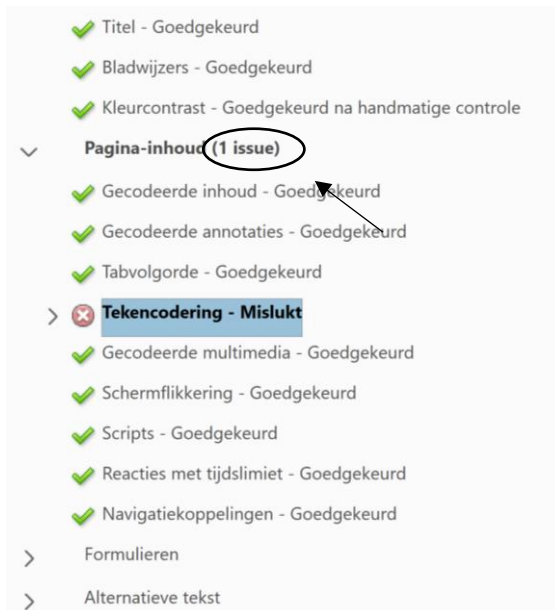 Titel - Goedgekeurd
Bladwijzers - Goedgekeurd
Kleurcontrast - Goedgekeurd na handmatige controle
Pagina-inhoud (1 issue)
Gecodeerde inhoud - Goedgekeurd
Gecodeerde annotaties - Goedgekeurd
Tabvolgorde - Goedgekeurd
Tekencodering - Mislukt
Gecodeerde multimedia - Goedgekeurd
Schermflikkering - Goedgekeurd
Scripts - Goedgekeurd
Reacties met tijdslimiet - Goedgekeurd
Navigatiekoppelingen - Goedgekeurd
Formulieren
Alternatieve tekst